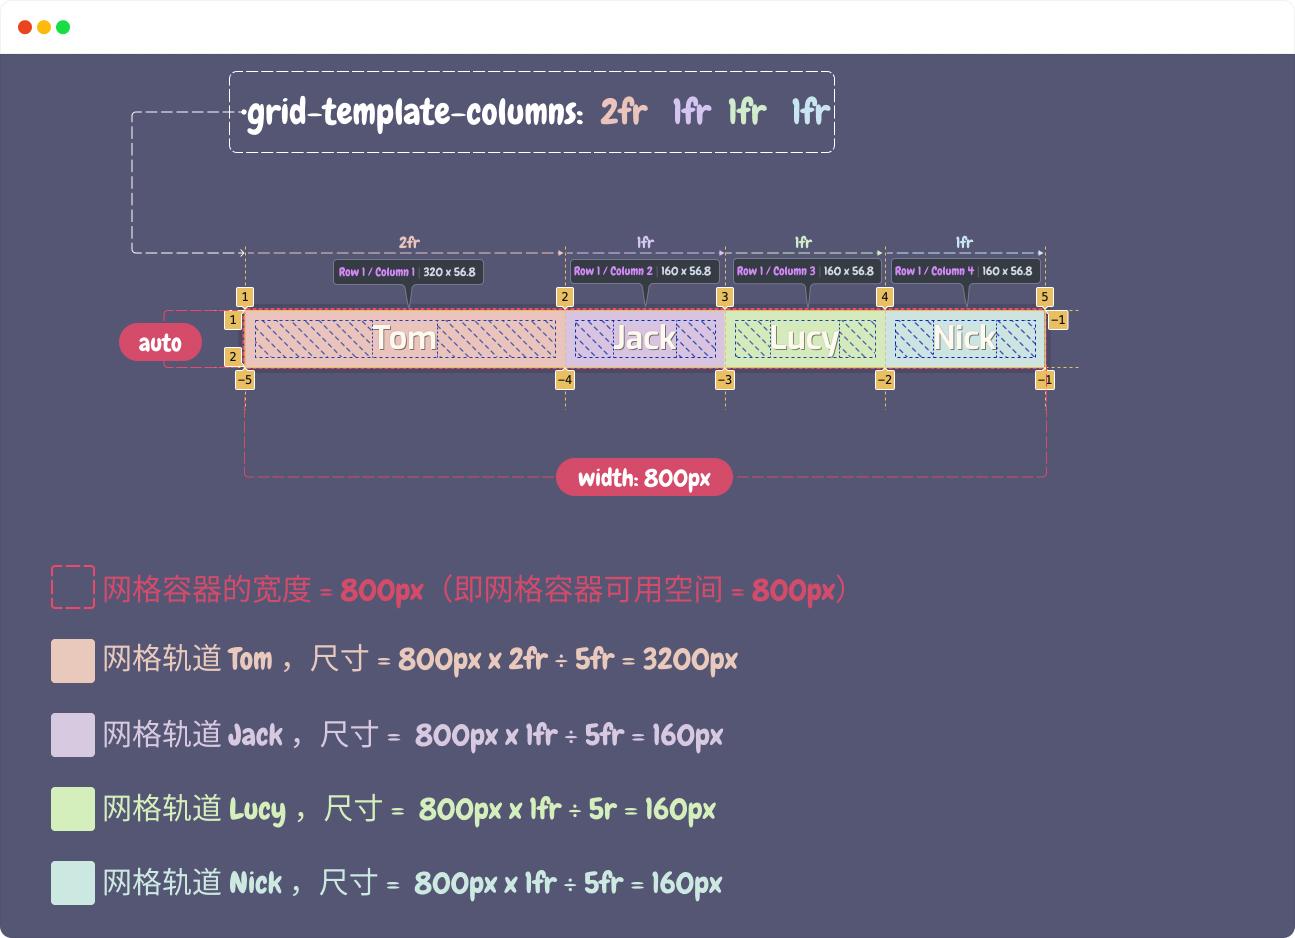 grid-template-columns: 2fr 1fr 1fr 1fr
2fr 1fr 1fr 1fr
Row 1 / Column 1 | 320 x 56.8 Row 1 / Column 2 | 160 x 56.8 Row 1 / Column 3 | 160 x 56.8 Row 1 / Column 4 | 160 x 56.8
1 2 3 4 5
1 -1
auto Tom Jack Lucy Nick
2
-5 -4 -3 -2 -1
width: 800px
网格容器的宽度 = 800px（即网格容器可用空间 = 800px）
网格轨道 Tom ，尺寸 = 800px x 2fr ÷ 5fr = 3200px
网格轨道 Jack ，尺寸 = 800px x 1fr ÷ 5fr = 160px
网格轨道 Lucy ，尺寸 = 800px x 1fr ÷ 5r = 160px
网格轨道 Nick ，尺寸 = 800px x 1fr ÷ 5fr = 160px